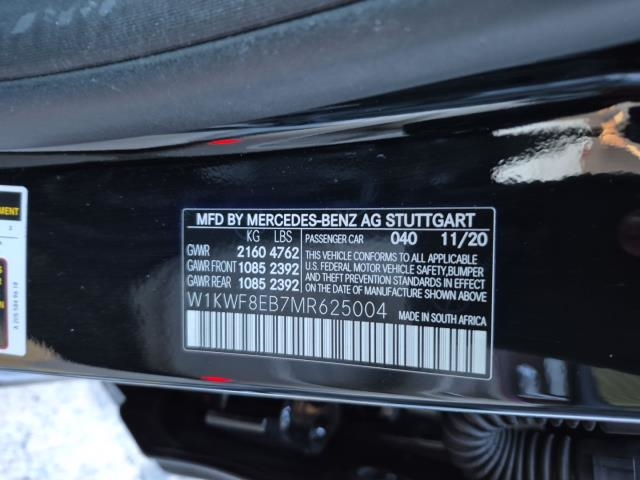 MFD BY MERCEDES-BENZ AG STUTTGART
KG LBS PASSENGER CAR 040 11/20
GVWR 2160 4762
GAWR FRONT 1085 2392
GAWR REAR 1085 2392
THIS VEHICLE CONFORMS TO ALL APPLICABLE
U.S. FEDERAL MOTOR VEHICLE SAFETY, BUMPER
AND THEFT PREVENTION STANDARDS IN EFFECT
ON THE DATE OF MANUFACTURE SHOWN ABOVE.
W1KWF8EB7MR625004
MADE IN SOUTH AFRICA